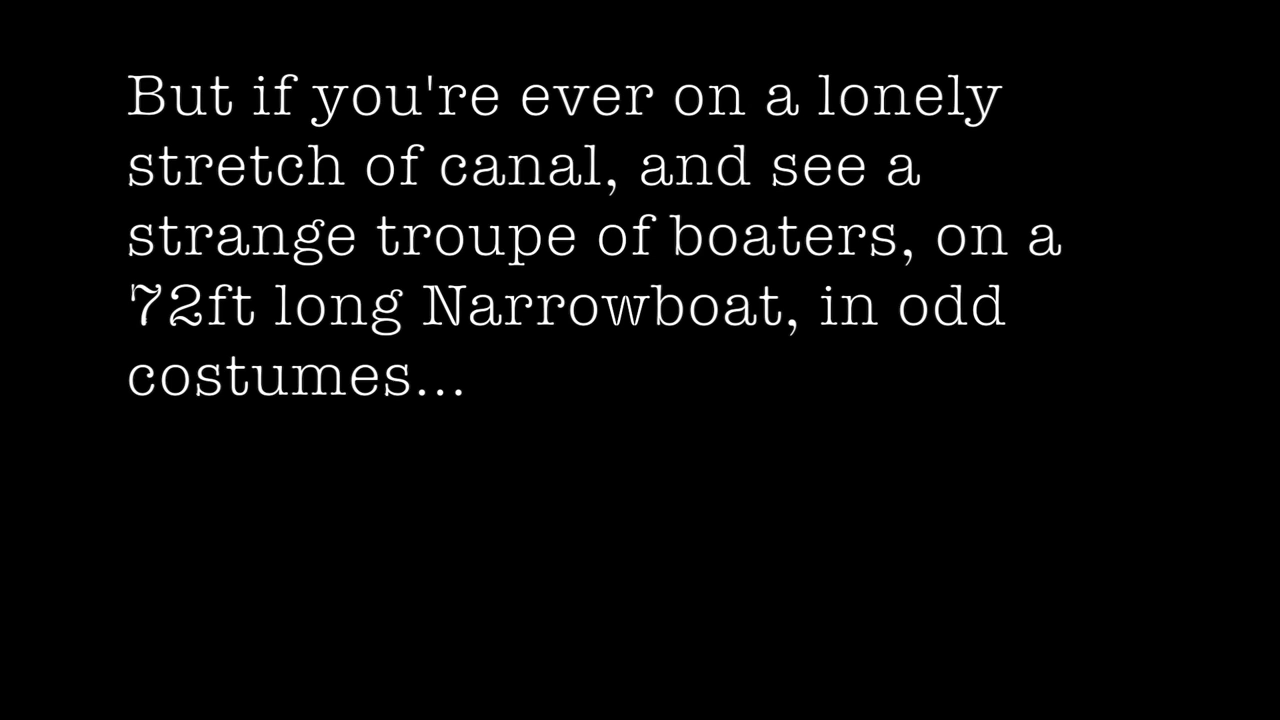 But if you're ever on a lonely
stretch of canal, and see a
strange troupe of boaters, on a
72ft long Narrowboat, in odd
costumes...